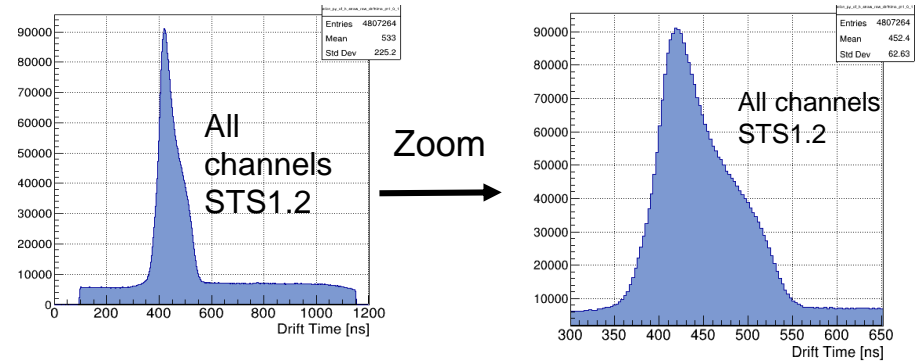 Entries 4807264
Mean 533
Std Dev 225.2
90000
80000
70000
60000
50000
40000
30000
20000
10000
0
0 200 400 600 800 1000 1200
Drift Time [ns]
All
channels
STS1.2
Zoom
Entries 4807264
Mean 452.4
Std Dev 62.63
90000
80000
70000
60000
50000
40000
30000
20000
10000
300 350 400 450 500 550 600 650
Drift Time [ns]
All channels
STS1.2